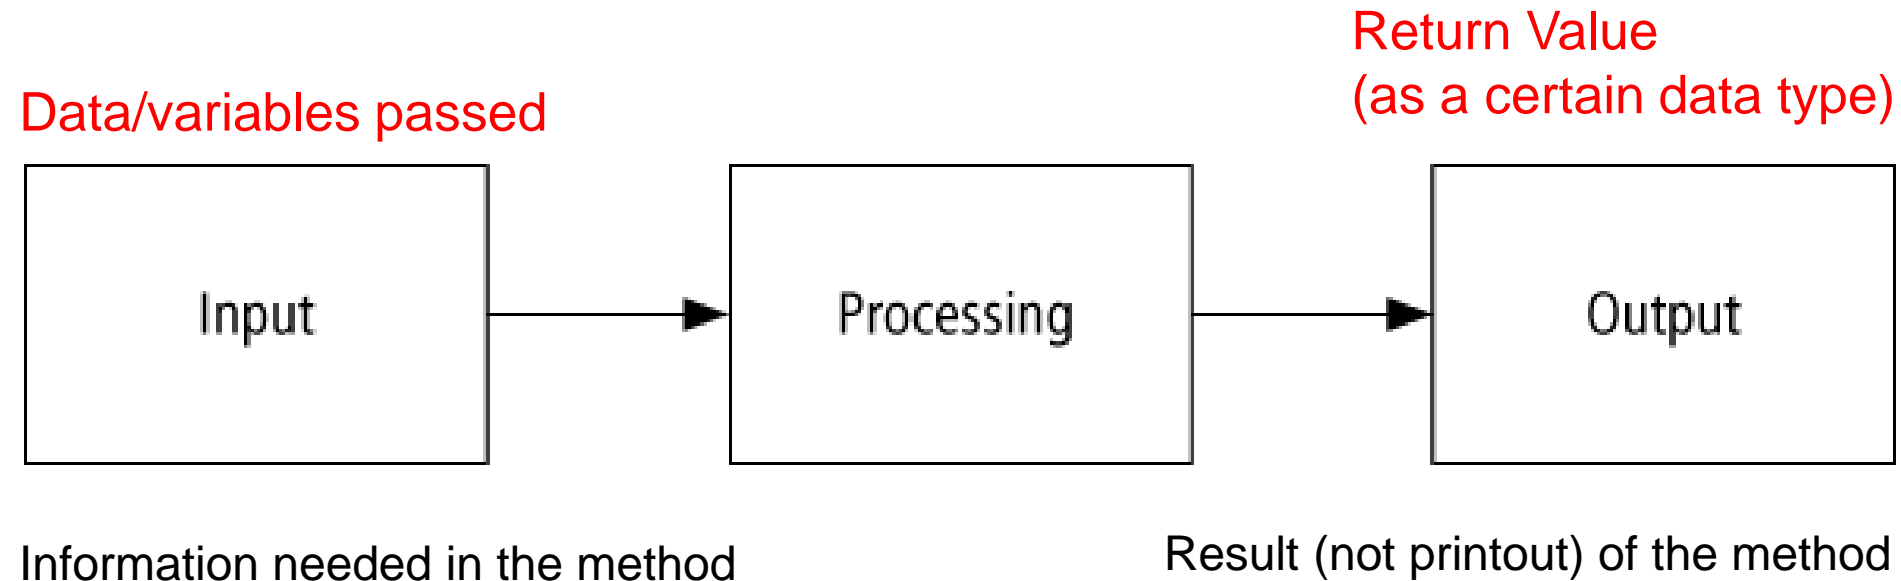 Return Value
(as a certain data type)
Data/variables passed
Input
Processing
Output
Information needed in the method
Result (not printout) of the method